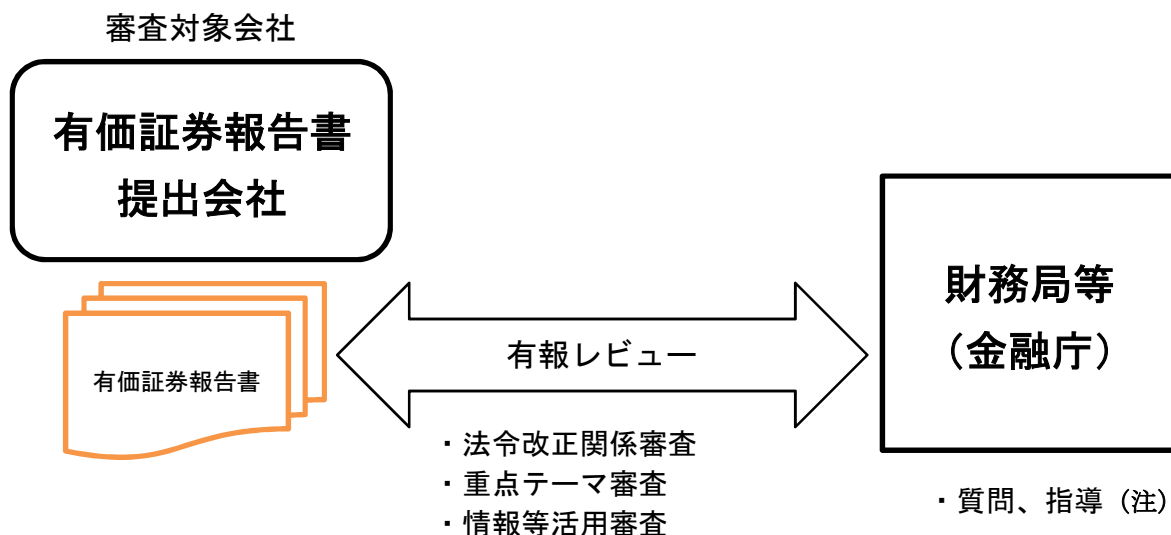 審査対象会社
有価証券報告書
提出会社
有価証券報告書
有報レビュー
・法令改正関係審査
・重点テーマ審査
・情報等活用審査
財務局等
（金融庁）
・質問、指導（注）